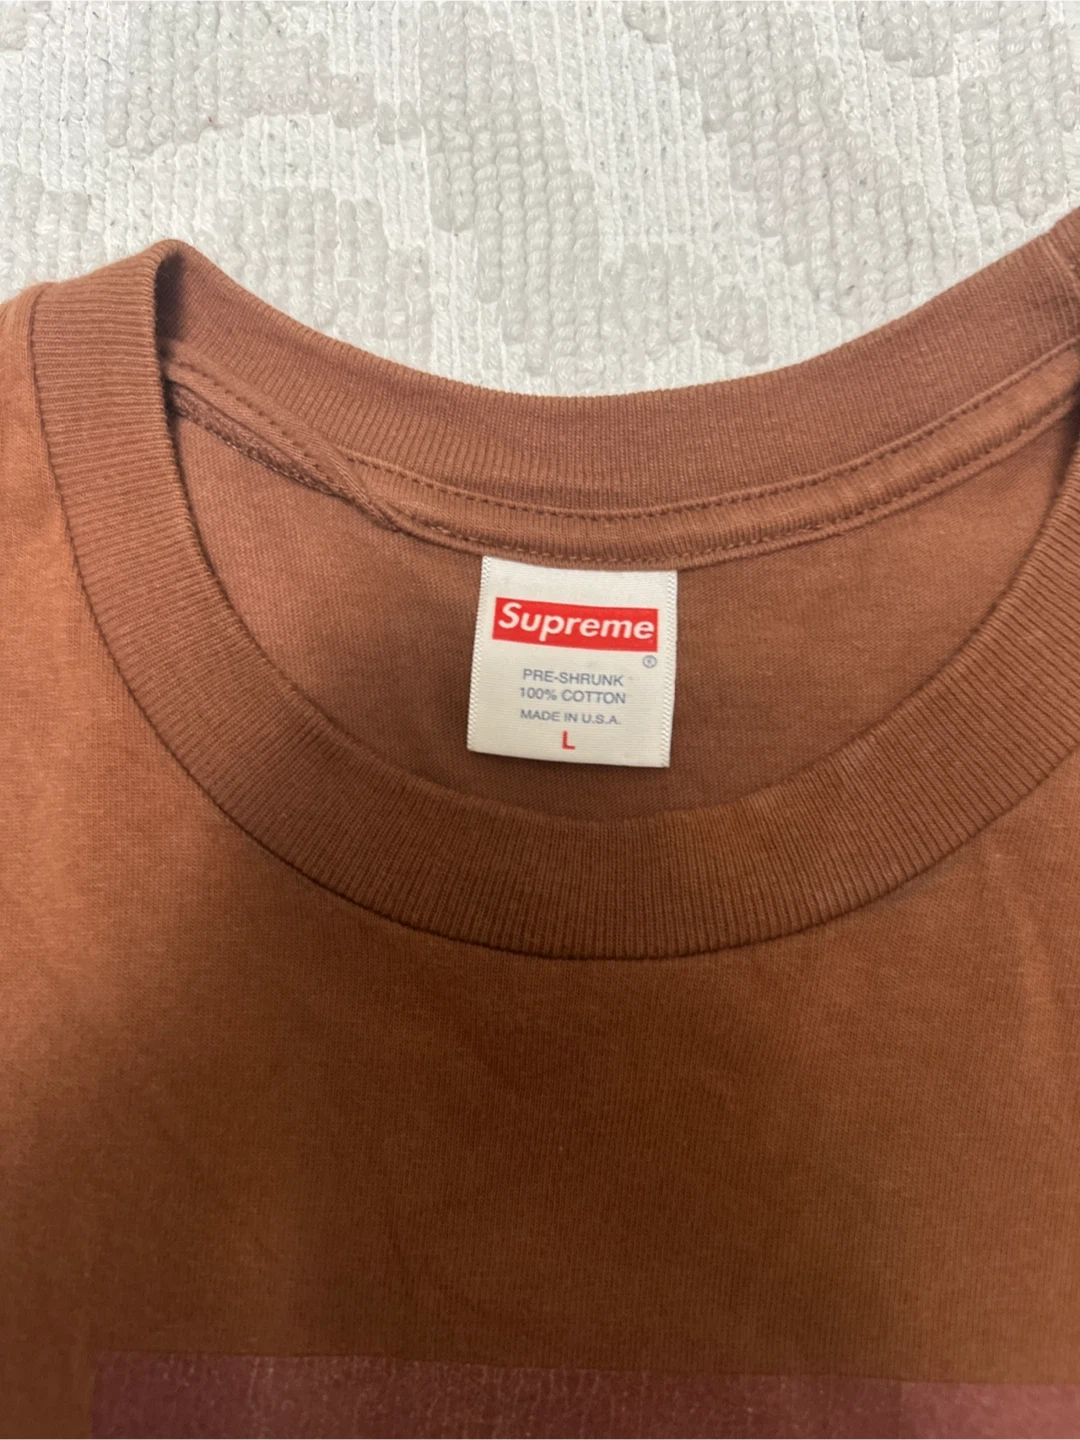 Supreme
®
PRE-SHRUNK
100% COTTON
MADE IN U.S.A.
L